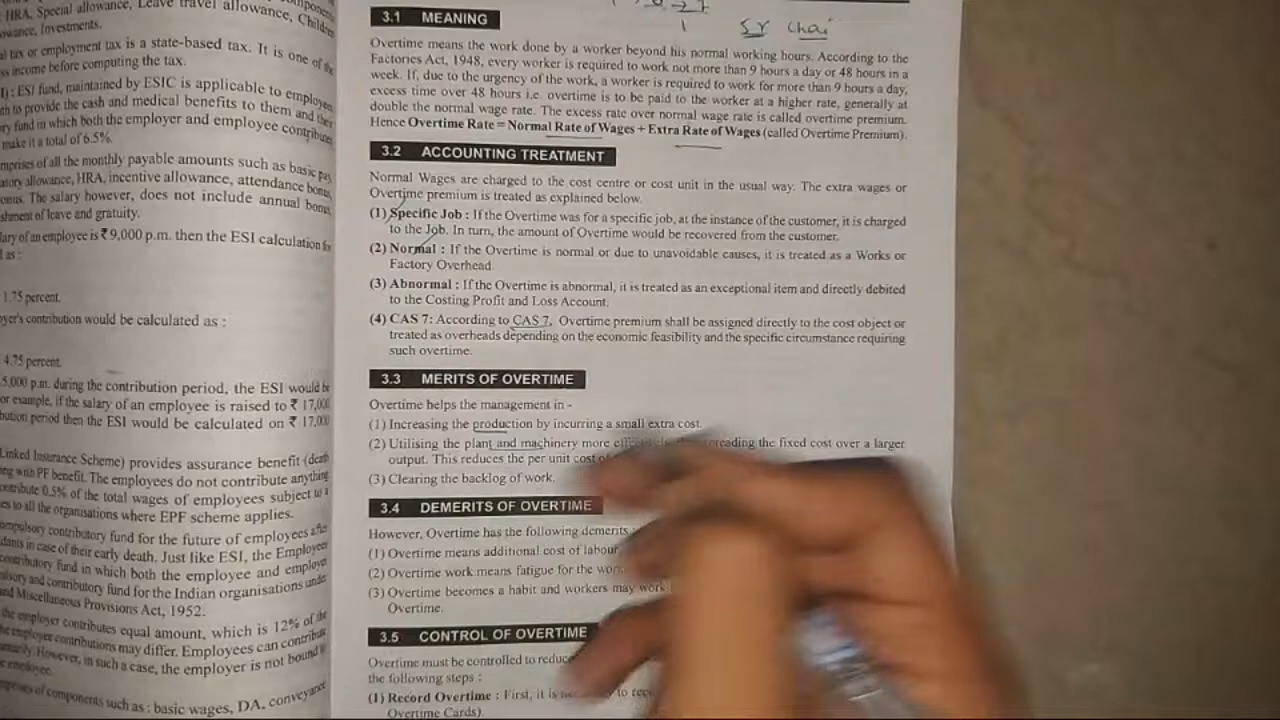 HRA, Special allowance, Leave travel allowance, Children
owance, Investments.
al tax or employment tax is a state-based tax. It is one of the
ss income before computing the tax.
I) : ESI fund, maintained by ESIC is applicable to employees
th to provide the cash and medical benefits to them and their
ry fund in which both the employer and employee contributes
make it a total of 6.5%.
mprises of all the monthly payable amounts such as basic pay,
atory allowance, HRA, incentive allowance, attendance bonus,
onus. The salary however, does not include annual bonus,
shment of leave and gratuity.
lary of an employee is ₹ 9,000 p.m. then the ESI calculation for
l as :
1.75 percent.
oyer's contribution would be calculated as :
4.75 percent.
5,000 p.m. during the contribution period, the ESI would be
or example, if the salary of an employee is raised to ₹ 17,000
bution period then the ESI would be calculated on ₹ 17,000
Linked Insurance Scheme) provides assurance benefit (death
ng with PF benefit. The employees do not contribute anything
ontribute 0.5% of the total wages of employees subject to a
es to all the organisations where EPF scheme applies.
ompulsory contributory fund for the future of employees after
dants in case of their early death. Just like ESI, the Employees
contributory fund in which both the employee and employer
ulsory and contributory fund for the Indian organisations under
and Miscellaneous Provisions Act, 1952.
the employer contributes equal amount, which is 12% of the
he employee contributions may differ. Employees can contribute
ntarily. However, in such a case, the employer is not bound to
e employee.
mprises of components such as : basic wages, DA, conveyance
SY Chai
3.1 MEANING
Overtime means the work done by a worker beyond his normal working hours. According to the
Factories Act, 1948, every worker is required to work not more than 9 hours a day or 48 hours in a
week. If, due to the urgency of the work, a worker is required to work for more than 9 hours a day,
excess time over 48 hours i.e. overtime is to be paid to the worker at a higher rate, generally at
double the normal wage rate. The excess rate over normal wage rate is called overtime premium.
Hence Overtime Rate = Normal Rate of Wages + Extra Rate of Wages (called Overtime Premium).
3.2 ACCOUNTING TREATMENT
Normal Wages are charged to the cost centre or cost unit in the usual way. The extra wages or
Overtime premium is treated as explained below.
(1) Specific Job : If the Overtime was for a specific job, at the instance of the customer, it is charged
to the Job. In turn, the amount of Overtime would be recovered from the customer.
(2) Normal : If the Overtime is normal or due to unavoidable causes, it is treated as a Works or
Factory Overhead.
(3) Abnormal : If the Overtime is abnormal, it is treated as an exceptional item and directly debited
to the Costing Profit and Loss Account.
(4) CAS 7: According to CAS 7, Overtime premium shall be assigned directly to the cost object or
treated as overheads depending on the economic feasibility and the specific circumstance requiring
such overtime.
3.3 MERITS OF OVERTIME
Overtime helps the management in -
(1) Increasing the production by incurring a small extra cost.
(2) Utilising the plant and machinery more spreading the fixed cost over a larger
output. This reduces the per unit cost of
(3) Clearing the backlog of work.
3.4 DEMERITS OF OVERTIME
However, Overtime has the following demerits
(1) Overtime means additional cost of labour
(2) Overtime work means fatigue for the
(3) Overtime becomes a habit and workers may work
Overtime.
3.5 CONTROL OF OVERTIME
Overtime must be controlled to reduce
the following steps :
(1) Record Overtime : First, it is to
Overtime Cards).